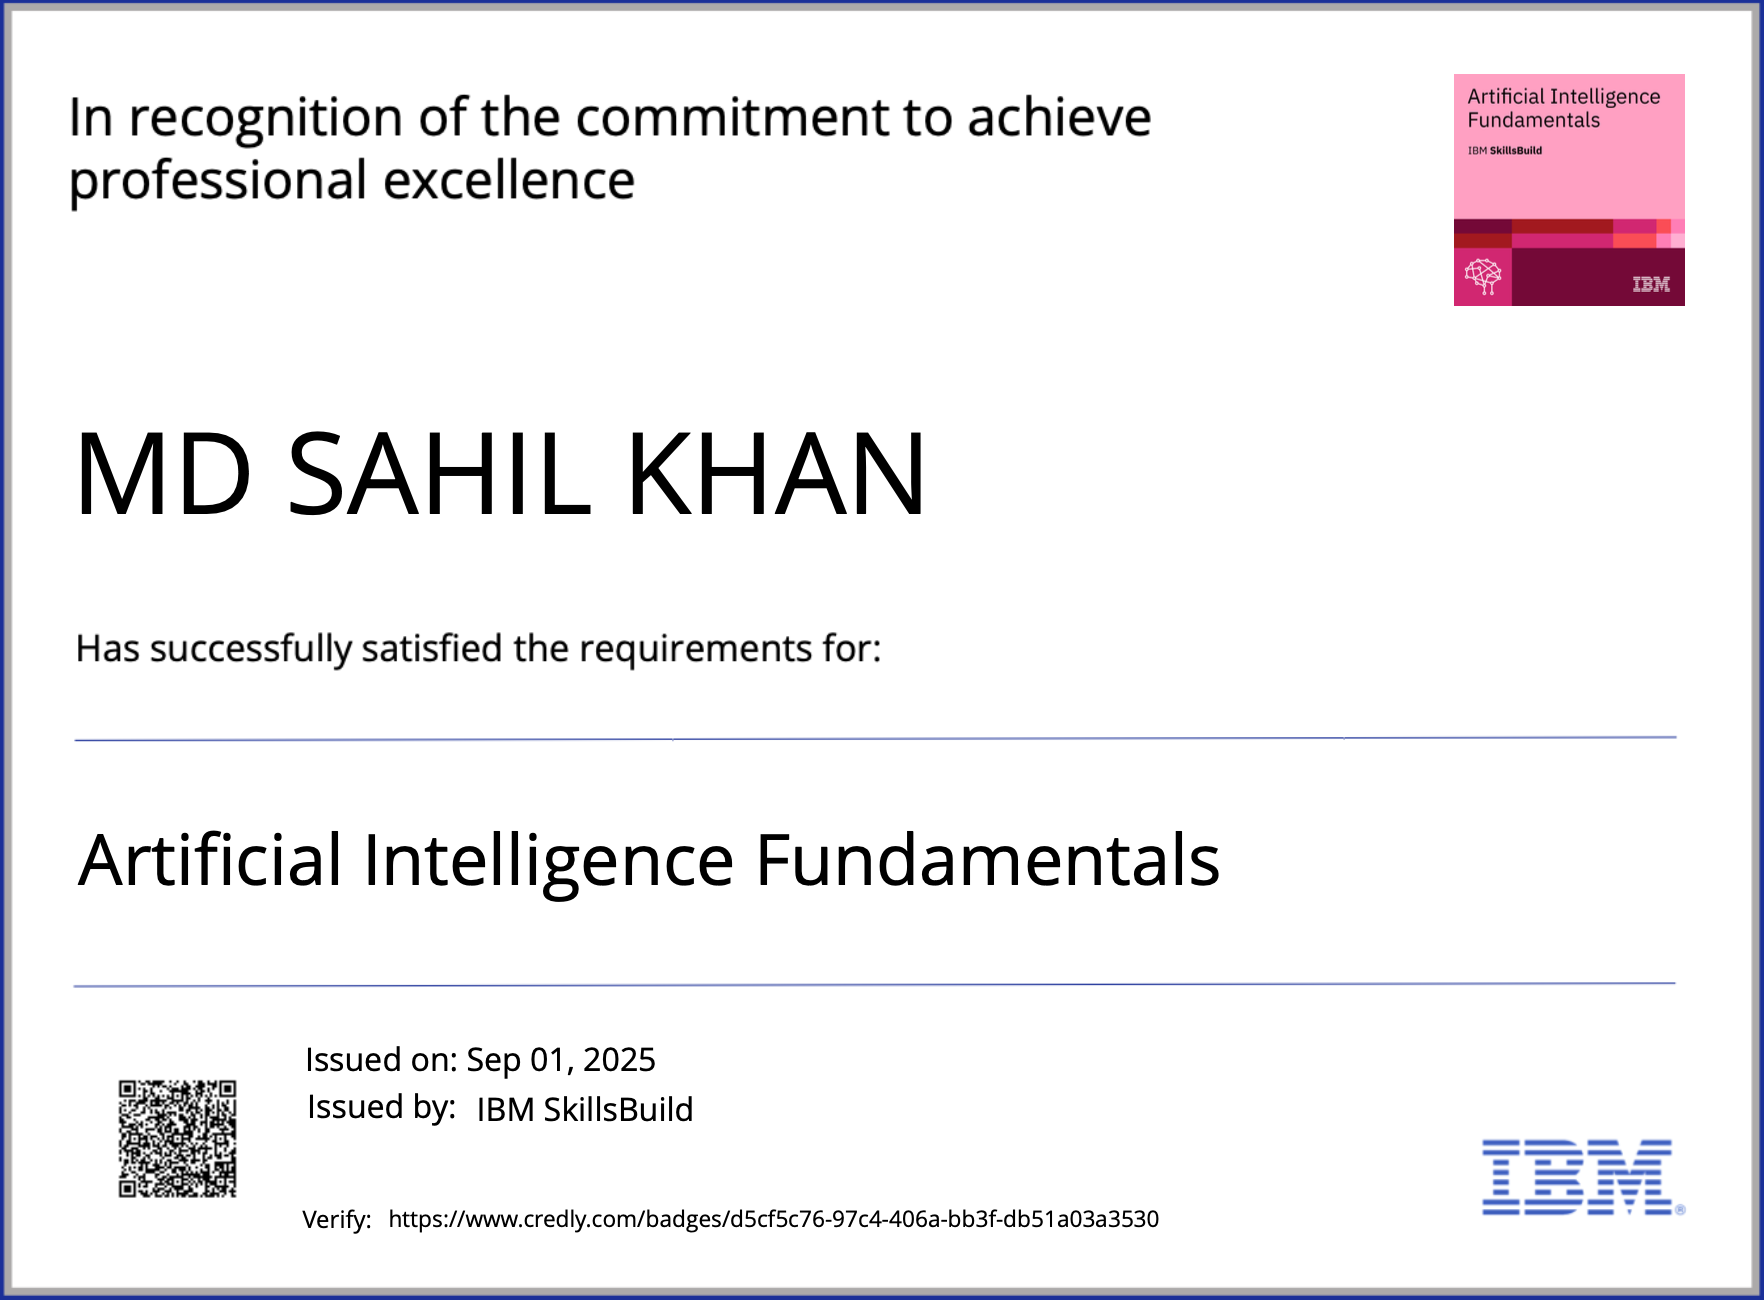 In recognition of the commitment to achieve
professional excellence
Artificial Intelligence
Fundamentals
IBM SkillsBuild
IBM
MD SAHIL KHAN
Has successfully satisfied the requirements for:
Artificial Intelligence Fundamentals
Issued on: Sep 01, 2025
Issued by: IBM SkillsBuild
Verify: https://www.credly.com/badges/d5cf5c76-97c4-406a-bb3f-db51a03a3530
IBM®